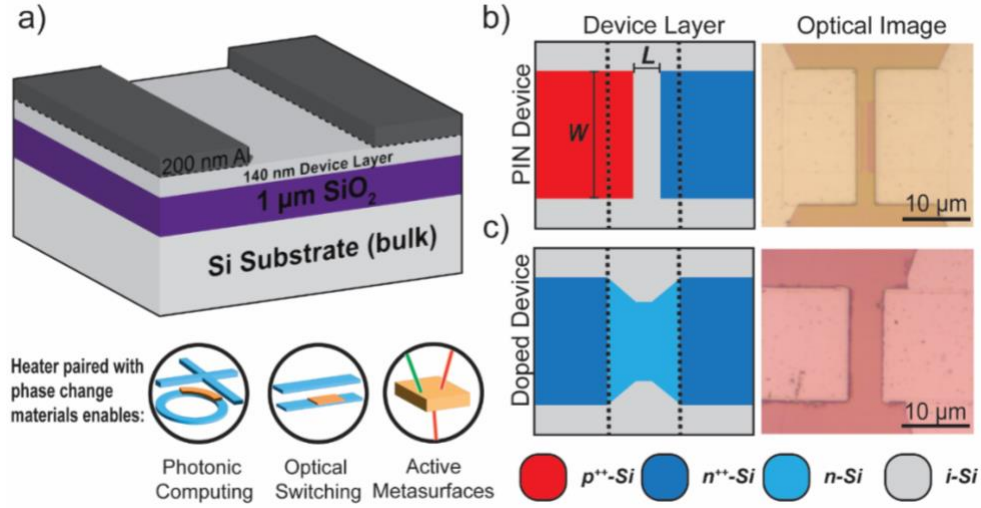 a)
200 nm Al
140 nm Device Layer
1 µm SiO₂
Si Substrate (bulk)
Heater paired with
phase change
materials enables:
Photonic
Computing
Optical
Switching
Active
Metasurfaces
b)
Device Layer
Optical Image
PIN Device
L
W
10 µm
c)
Doped Device
10 µm
p⁺⁺-Si
n⁺⁺-Si
n-Si
i-Si